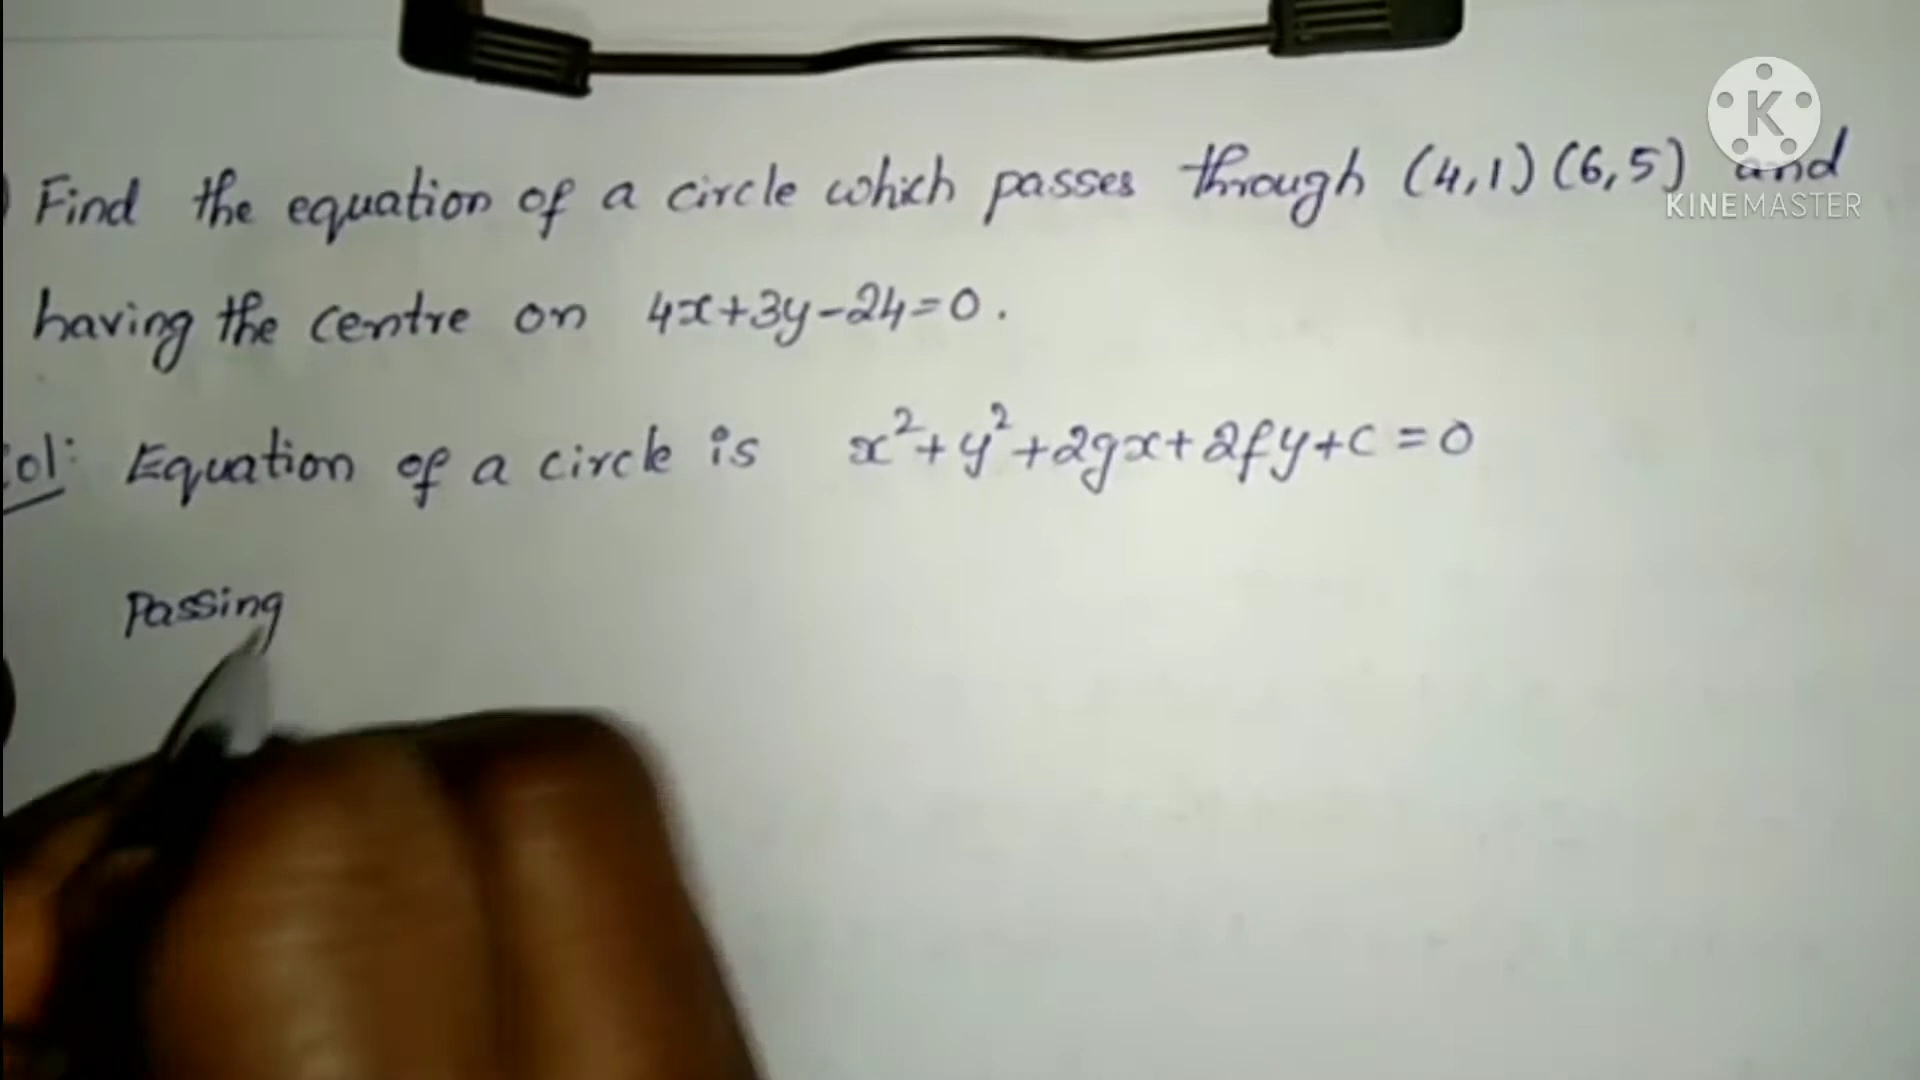 Find the equation of a circle which passes through (4,1) (6,5) and
having the centre on 4x+3y-24=0.
Sol: Equation of a circle is x²+y²+2gx+2fy+c=0
Passing
K
KINEMASTER